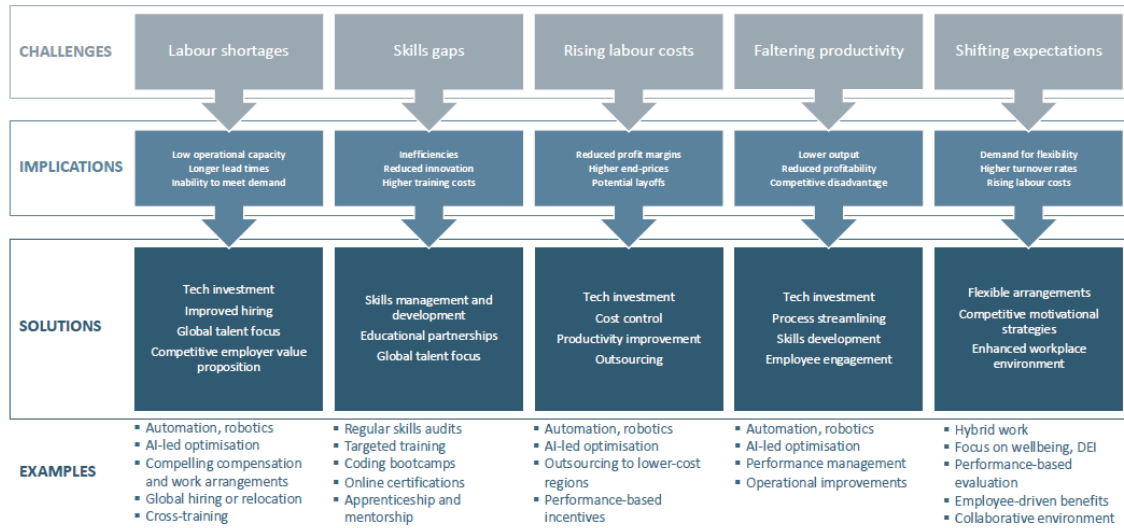 CHALLENGES
Labour shortages
Skills gaps
Rising labour costs
Faltering productivity
Shifting expectations
IMPLICATIONS
Low operational capacity
Longer lead times
Inability to meet demand
Inefficiencies
Reduced innovation
Higher training costs
Reduced profit margins
Higher end-prices
Potential layoffs
Lower output
Reduced profitability
Competitive disadvantage
Demand for flexibility
Higher turnover rates
Rising labour costs
SOLUTIONS
Tech investment
Improved hiring
Global talent focus
Competitive employer value
proposition
Skills management and
development
Educational partnerships
Global talent focus
Tech investment
Cost control
Productivity improvement
Outsourcing
Tech investment
Process streamlining
Skills development
Employee engagement
Flexible arrangements
Competitive motivational
strategies
Enhanced workplace
environment
EXAMPLES
▪ Automation, robotics
▪ AI-led optimisation
▪ Compelling compensation
and work arrangements
▪ Global hiring or relocation
▪ Cross-training
▪ Regular skills audits
▪ Targeted training
▪ Coding bootcamps
▪ Online certifications
▪ Apprenticeship and
mentorship
▪ Automation, robotics
▪ AI-led optimisation
▪ Outsourcing to lower-cost
regions
▪ Performance-based
incentives
▪ Automation, robotics
▪ AI-led optimisation
▪ Performance management
▪ Operational improvements
▪ Hybrid work
▪ Focus on wellbeing, DEI
▪ Performance-based
evaluation
▪ Employee-driven benefits
▪ Collaborative environment